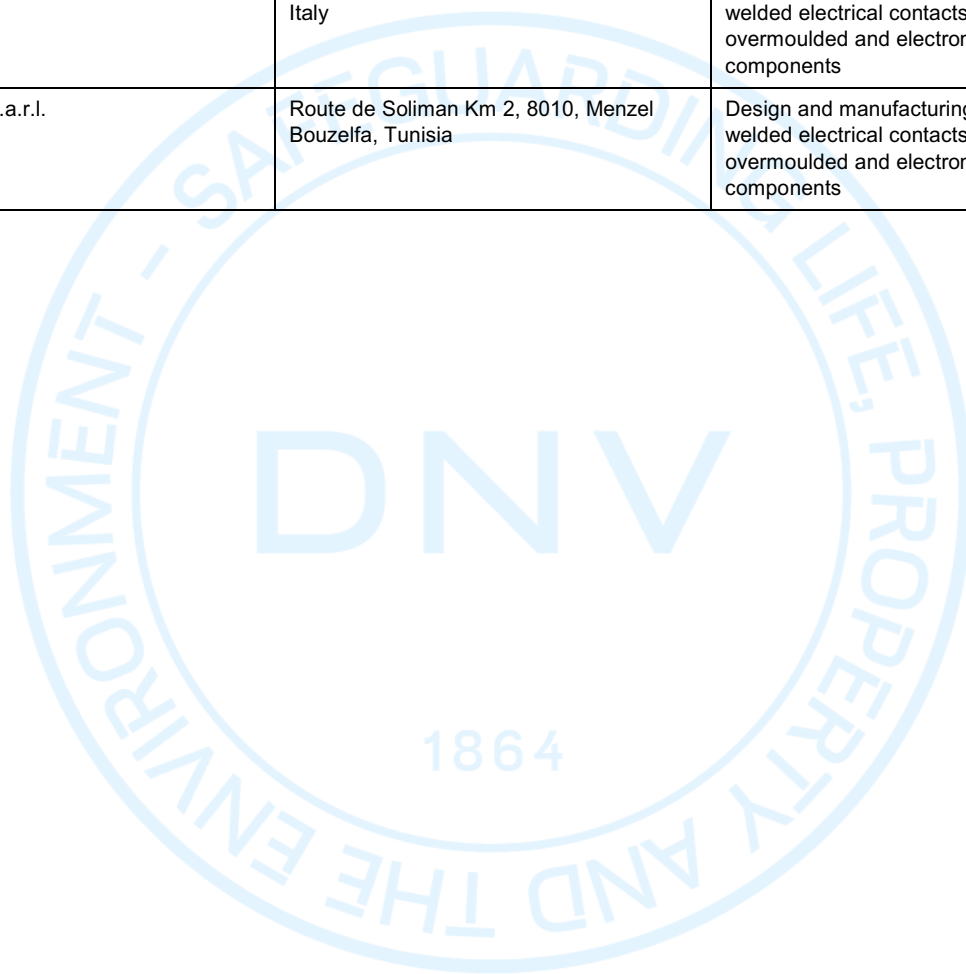 Italy
welded electrical contacts
overmoulded and electron
components
.a.r.l.
Route de Soliman Km 2, 8010, Menzel
Bouzelfa, Tunisia
Design and manufacturing
welded electrical contacts
overmoulded and electron
components
SAFEGUARDING LIFE, PROPERTY AND THE ENVIRONMENT -
DNV
1864